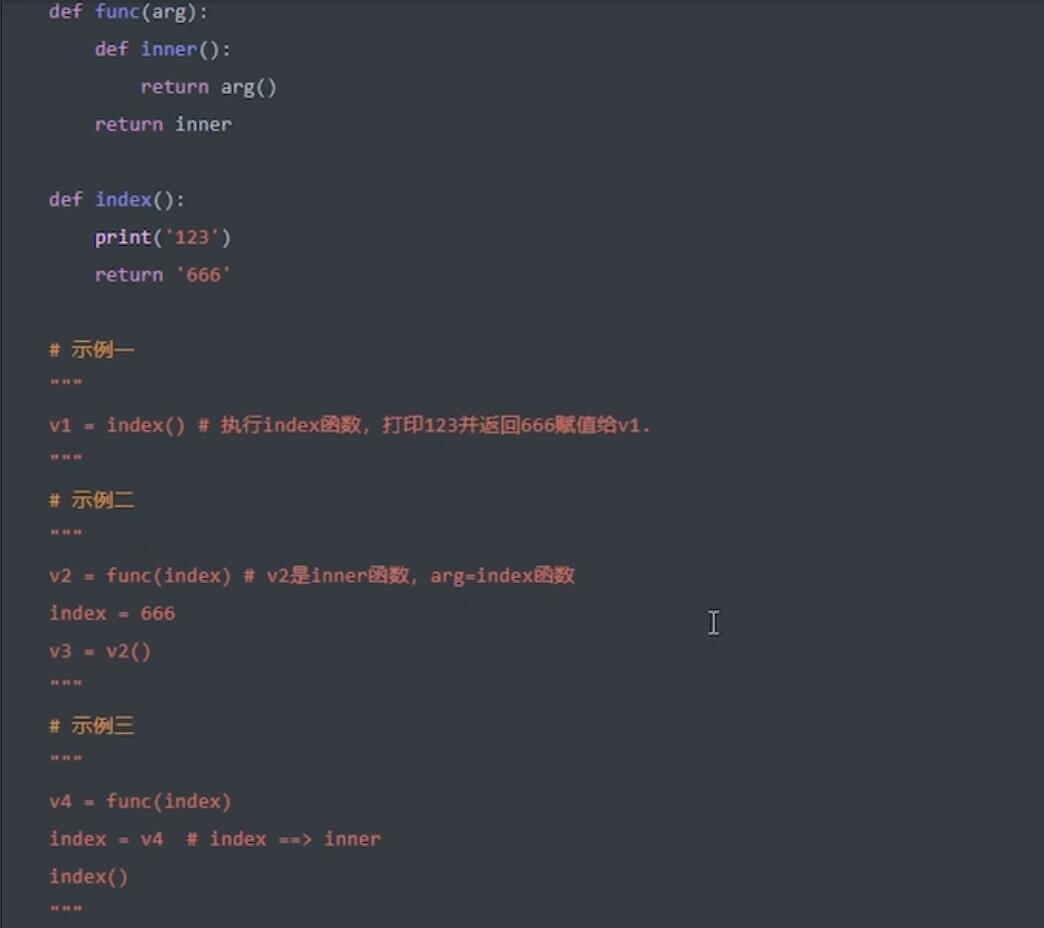 def func(arg):
    def inner():
        return arg()
    return inner

def index():
    print('123')
    return '666'

# 示例一
"""
v1 = index() # 执行index函数，打印123并返回666赋值给v1.
"""
# 示例二
"""
v2 = func(index) # v2是inner函数，arg=index函数
index = 666
v3 = v2()
"""
# 示例三
"""
v4 = func(index)
index = v4  # index ==> inner
index()
"""